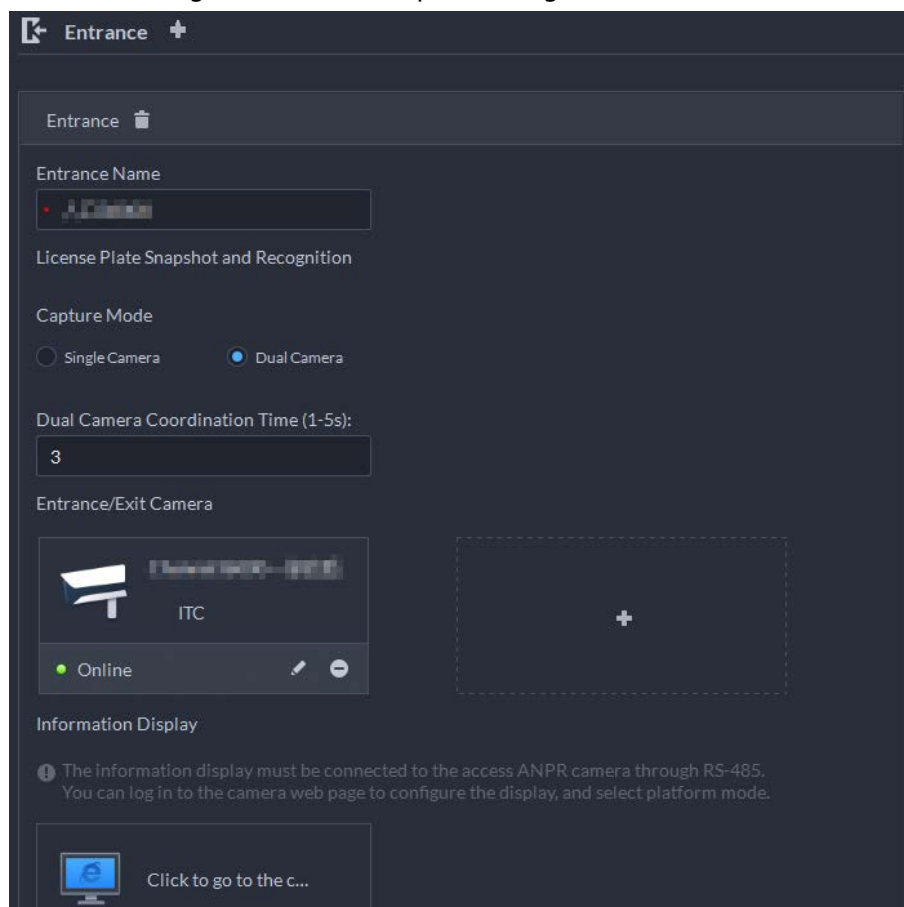 Entrance
Entrance
Entrance Name
License Plate Snapshot and Recognition
Capture Mode
Single Camera Dual Camera
Dual Camera Coordination Time (1-5s):
3
Entrance/Exit Camera
ITC
Online
Information Display
The information display must be connected to the access ANPR camera through RS-485.
You can log in to the camera web page to configure the display, and select platform mode.
Click to go to the c...